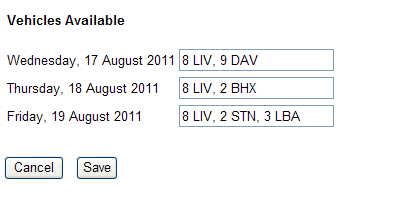 Vehicles Available
Wednesday, 17 August 2011 8 LIV, 9 DAV
Thursday, 18 August 2011 8 LIV, 2 BHX
Friday, 19 August 2011 8 LIV, 2 STN, 3 LBA
Cancel Save